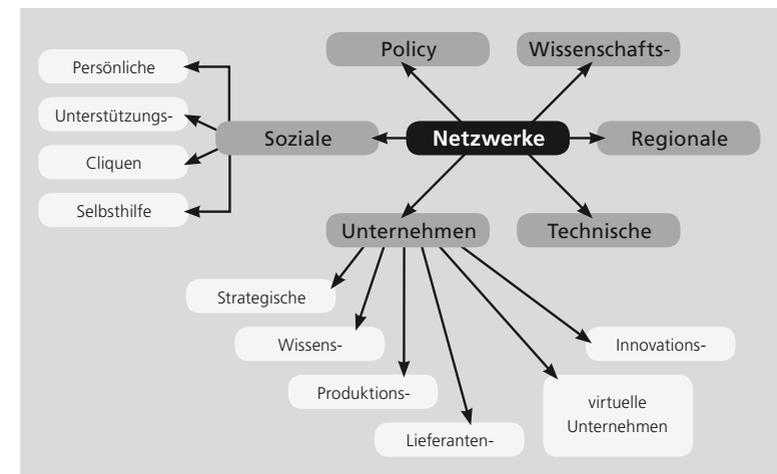 Policy
Wissenschafts-
Persönliche
Unterstützungs-
Soziale
Netzwerke
Regionale
Cliquen
Selbsthilfe
Unternehmen
Technische
Strategische
Wissens-
Innovations-
Produktions-
virtuelle
Unternehmen
Lieferanten-